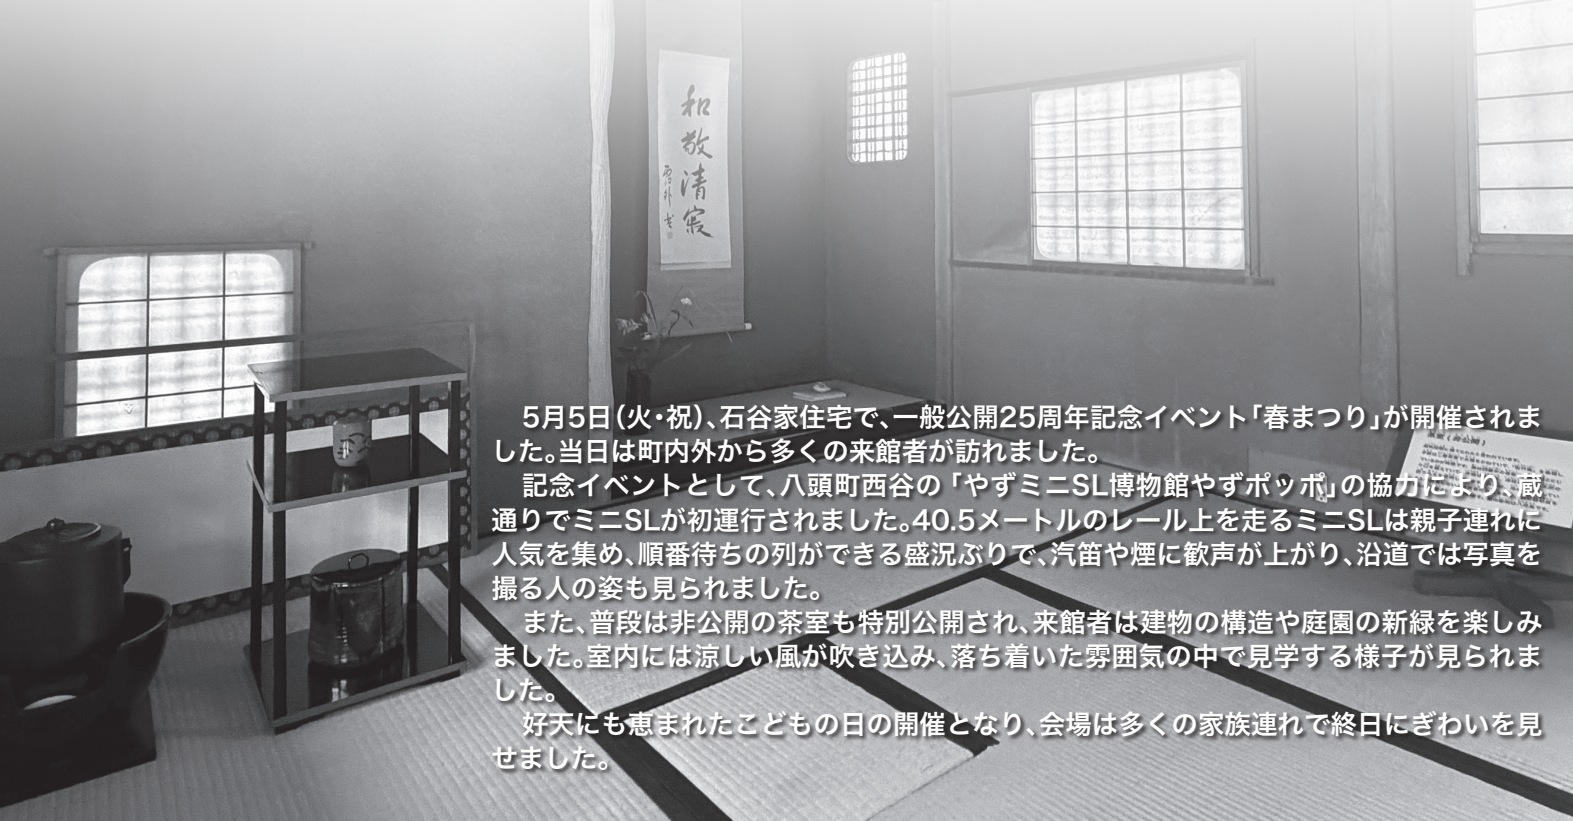 和敬清寂
5月5日（火・祝）、石谷家住宅で、一般公開25周年記念イベント「春まつり」が開催されま
した。当日は町内外から多くの来館者が訪れました。
記念イベントとして、八頭町西谷の「やずミニSL博物館やずポッポ」の協力により、蔵
通りでミニSLが初運行されました。40.5メートルのレール上を走るミニSLは親子連れに
人気を集め、順番待ちの列ができる盛況ぶりで、汽笛や煙に歓声が上がり、沿道では写真を
撮る人の姿も見られました。
また、普段は非公開の茶室も特別公開され、来館者は建物の構造や庭園の新緑を楽しみ
ました。室内には涼しい風が吹き込み、落ち着いた雰囲気の中で見学する様子が見られま
した。
好天にも恵まれたこどもの日の開催となり、会場は多くの家族連れで終日にぎわいを見
せました。